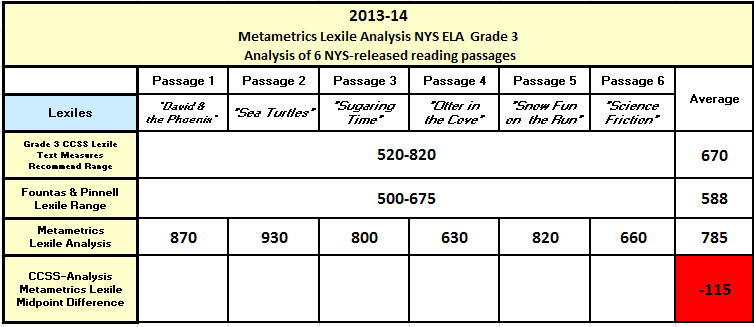 2013-14
Metametrics Lexile Analysis NYS ELA Grade 3
Analysis of 6 NYS-released reading passages
Passage 1 Passage 2 Passage 3 Passage 4 Passage 5 Passage 6 Average
Lexiles "David & the Phoenix" "Sea Turtles" "Sugaring Time" "Otter in the Cove" "Snow Fun on the Run" "Science Friction"
Grade 3 CCSS Lexile
Text Measures
Recommend Range
520-820 670
Fountas & Pinnell
Lexile Range
500-675 588
Metametrics
Lexile Analysis
870 930 800 630 820 660 785
CCSS-Analysis
Metametrics Lexile
Midpoint Difference
-115